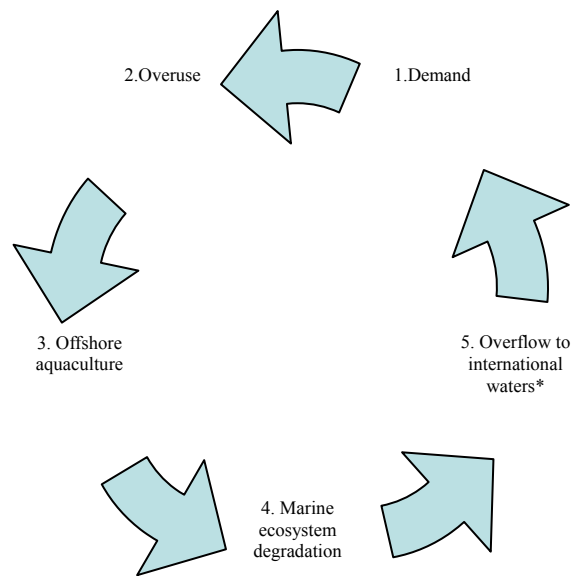 1.Demand
2.Overuse
3. Offshore
aquaculture
4. Marine
ecosystem
degradation
5. Overflow to
international
waters*